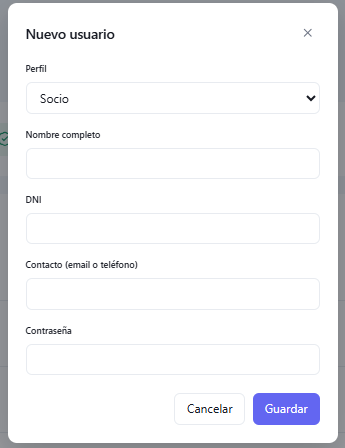 Nuevo usuario
Perfil
Socio
Nombre completo
DNI
Contacto (email o teléfono)
Contraseña
Cancelar
Guardar